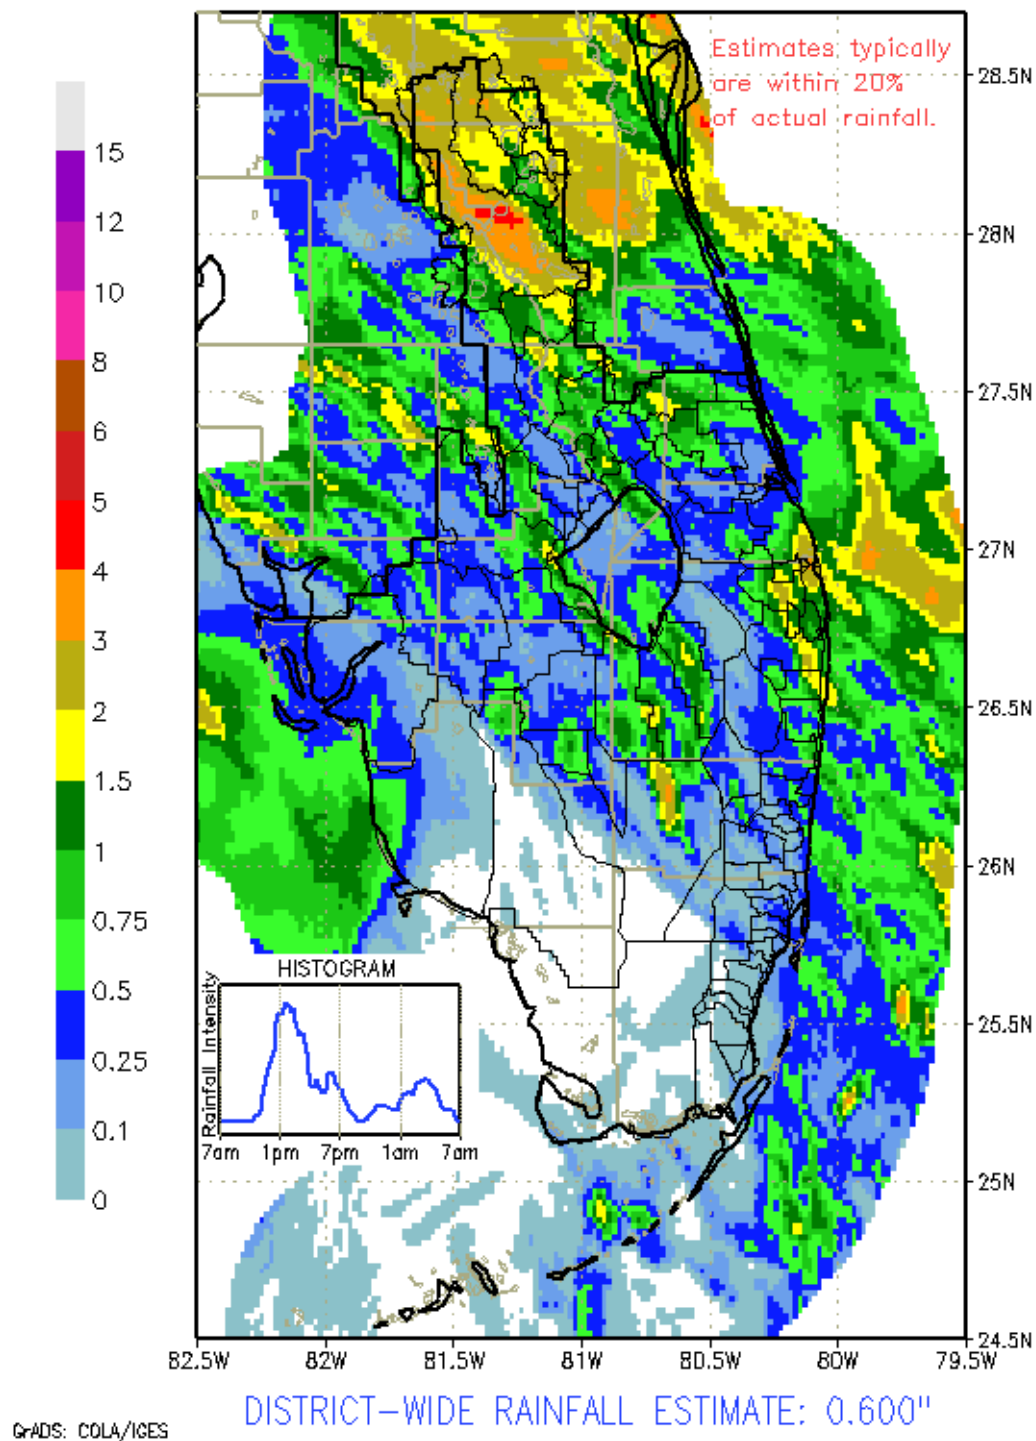 Estimates typically
are within 20%
of actual rainfall.
15
12
10
8
6
5
4
3
2
1.5
1
0.75
0.5
0.25
0.1
0
28.5N
28N
27.5N
27N
26.5N
26N
25.5N
25N
24.5N
HISTOGRAM
Rainfall Intensity
7am 1pm 7pm 1am 7am
82.5W 82W 81.5W 81W 80.5W 80W 79.5W
DISTRICT-WIDE RAINFALL ESTIMATE: 0.600"
GrADS: COLA/IGES